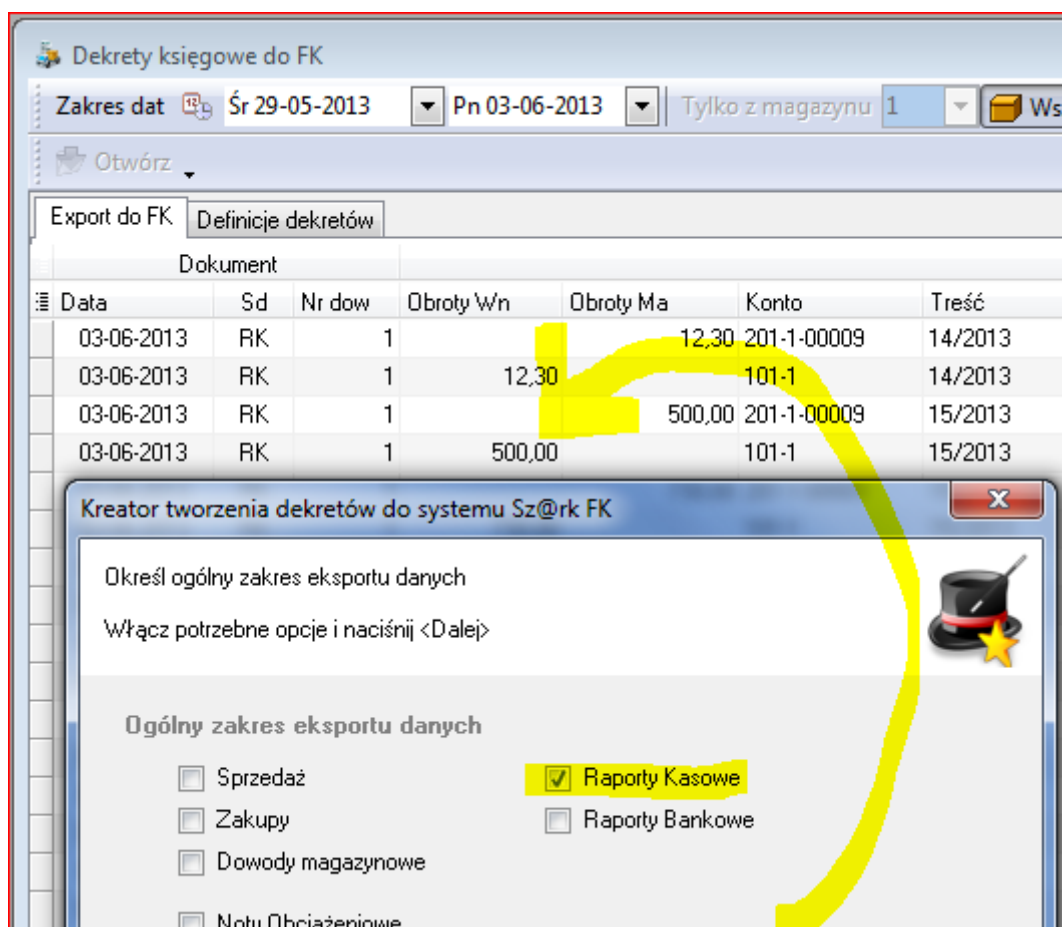 Dekrety księgowe do FK
Zakres dat Śr 29-05-2013 Pn 03-06-2013 Tylko z magazynu 1 Ws
Otwórz
Export do FK Definicje dekretów
Dokument
Data Sd Nr dow Obroty Wn Obroty Ma Konto Treść
03-06-2013 RK 1 12,30 201-1-00009 14/2013
03-06-2013 RK 1 12,30 101-1 14/2013
03-06-2013 RK 1 500,00 201-1-00009 15/2013
03-06-2013 RK 1 500,00 101-1 15/2013
Kreator tworzenia dekretów do systemu Sz@rk FK
Określ ogólny zakres eksportu danych
Włącz potrzebne opcje i naciśnij <Dalej>
Ogólny zakres eksportu danych
Sprzedaż Raporty Kasowe
Zakupy Raporty Bankowe
Dowody magazynowe
Noty Obciążeniowe